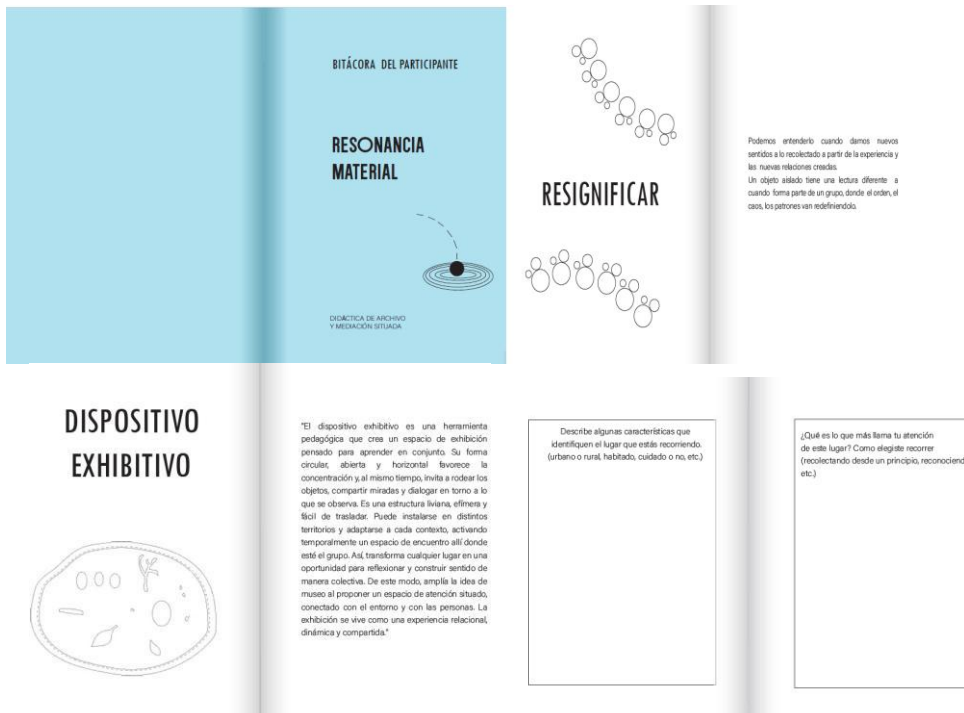 BITÁCORA DEL PARTICIPANTE
RESONANCIA
MATERIAL
DIDÁCTICA DE ARCHIVO
Y MEDIACIÓN SITUADA
RESIGNIFICAR
Podemos entenderlo cuando damos nuevos
sentidos a lo recolectado a partir de la experiencia y
las nuevas relaciones creadas.
Un objeto aislado tiene una lectura diferente a
cuando forma parte de un grupo, donde el orden, el
caos, los patrones van redefiniendolo.
DISPOSITIVO
EXHIBITIVO
"El dispositivo exhibitivo es una herramienta
pedagógica que crea un espacio de exhibición
pensado para aprender en conjunto. Su forma
circular, abierta y horizontal favorece la
concentración y, al mismo tiempo, invita a rodear los
objetos, compartir miradas y dialogar en torno a lo
que se observa. Es una estructura liviana, efímera y
fácil de trasladar. Puede instalarse en distintos
territorios y adaptarse a cada contexto, activando
temporalmente un espacio de encuentro allí donde
esté el grupo. Así, transforma cualquier lugar en una
oportunidad para reflexionar y construir sentido de
manera colectiva. De este modo, amplía la idea de
museo al proponer un espacio de atención situado,
conectado con el entorno y con las personas. La
exhibición se vive como una experiencia relacional,
dinámica y compartida."
Describe algunas características que
identifiquen el lugar que estás recorriendo.
(urbano o rural, habitado, cuidado o no, etc.)
¿Qué es lo que más llama tu atención
de este lugar? Como elegiste recorrer
(recolectando desde un principio, reconociend
etc.)